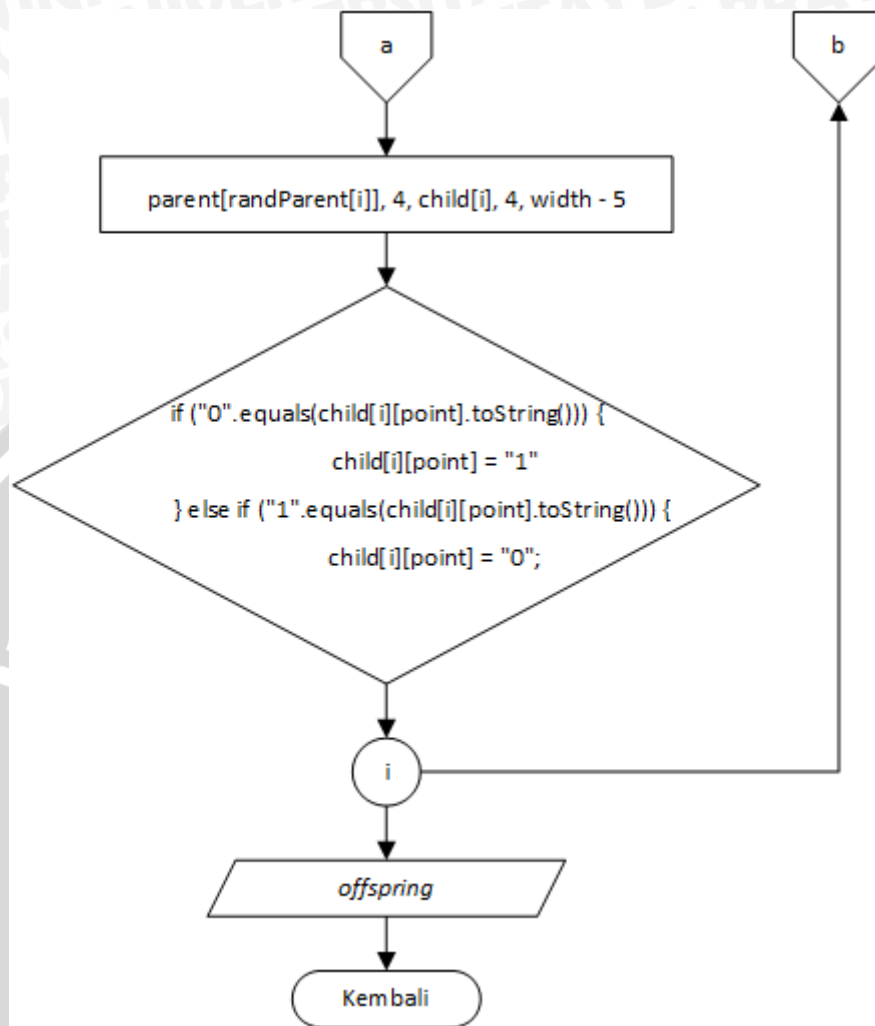 a
b
parent[randParent[i]], 4, child[i], 4, width - 5
if ("0".equals(child[i][point].toString())) {
child[i][point] = "1"
} else if ("1".equals(child[i][point].toString())) {
child[i][point] = "0";
i
offspring
Kembali